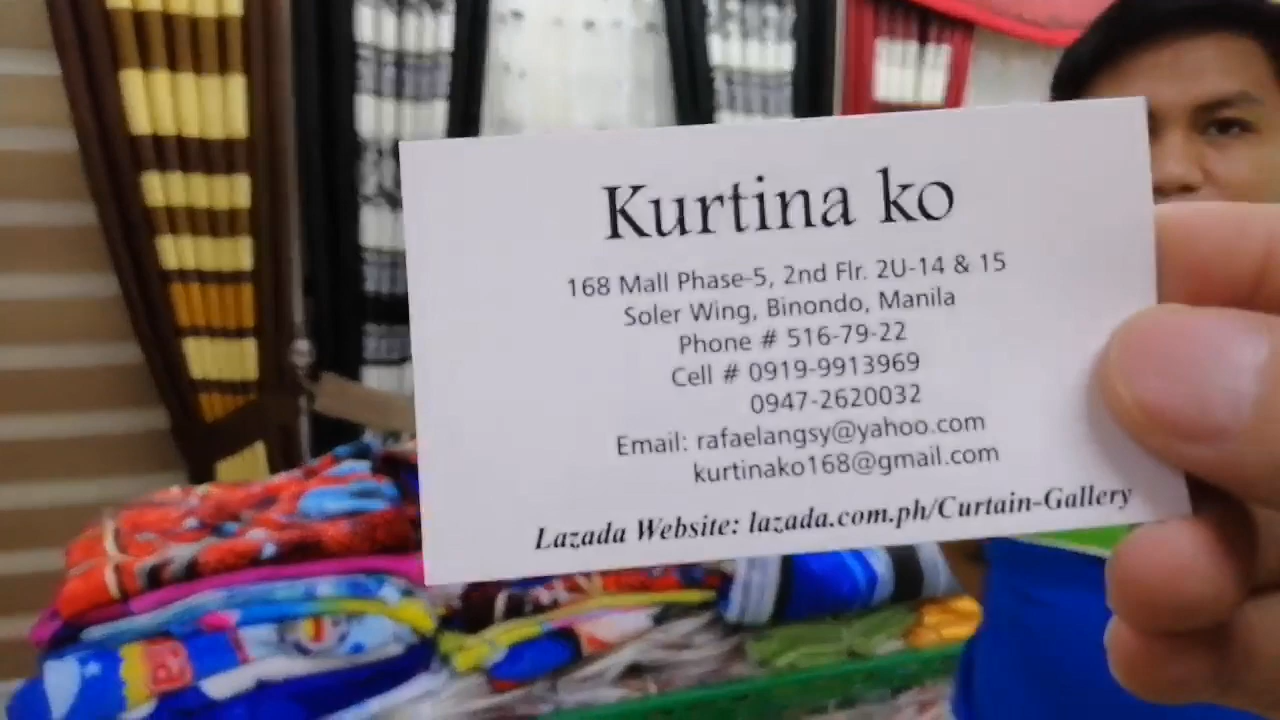 Kurtina ko
168 Mall Phase-5, 2nd Flr. 2U-14 & 15
Soler Wing, Binondo, Manila
Phone # 516-79-22
Cell # 0919-9913969
0947-2620032
Email: rafaelangsy@yahoo.com
kurtinako168@gmail.com
Lazada Website: lazada.com.ph/Curtain-Gallery